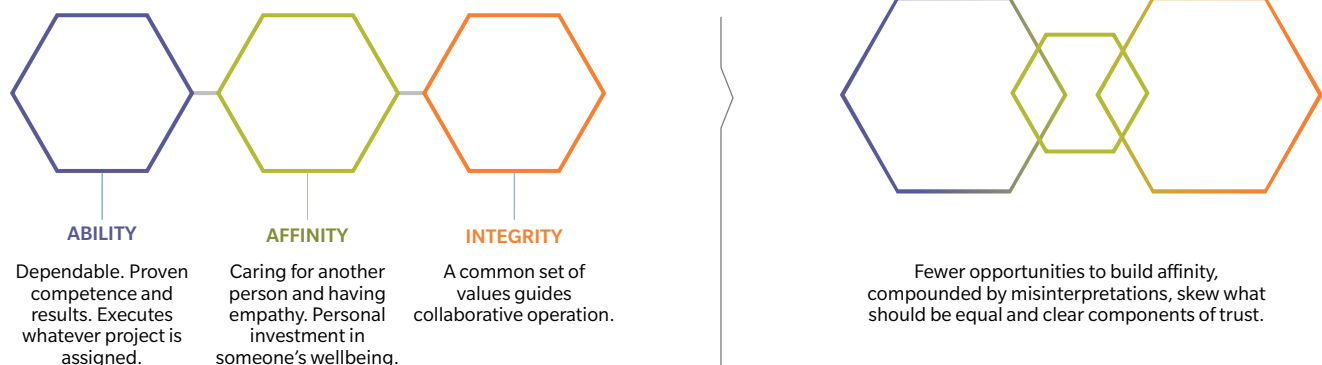 ABILITY
Dependable. Proven
competence and
results. Executes
whatever project is
assigned.
AFFINITY
Caring for another
person and having
empathy. Personal
investment in
someone’s wellbeing.
INTEGRITY
A common set of
values guides
collaborative operation.
Fewer opportunities to build affinity,
compounded by misinterpretations, skew what
should be equal and clear components of trust.